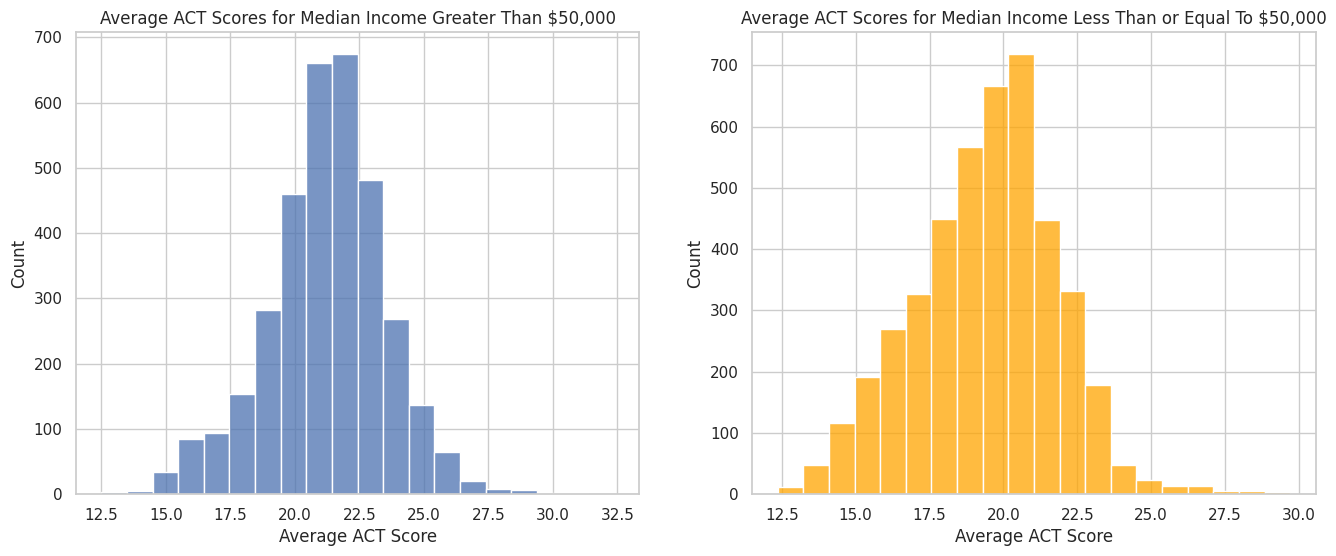 Average ACT Scores for Median Income Greater Than $50,000
700
600
500
400
300
200
100
0
Count
12.5 15.0 17.5 20.0 22.5 25.0 27.5 30.0 32.5
Average ACT Score
Average ACT Scores for Median Income Less Than or Equal To $50,000
700
600
500
400
300
200
100
0
Count
12.5 15.0 17.5 20.0 22.5 25.0 27.5 30.0
Average ACT Score